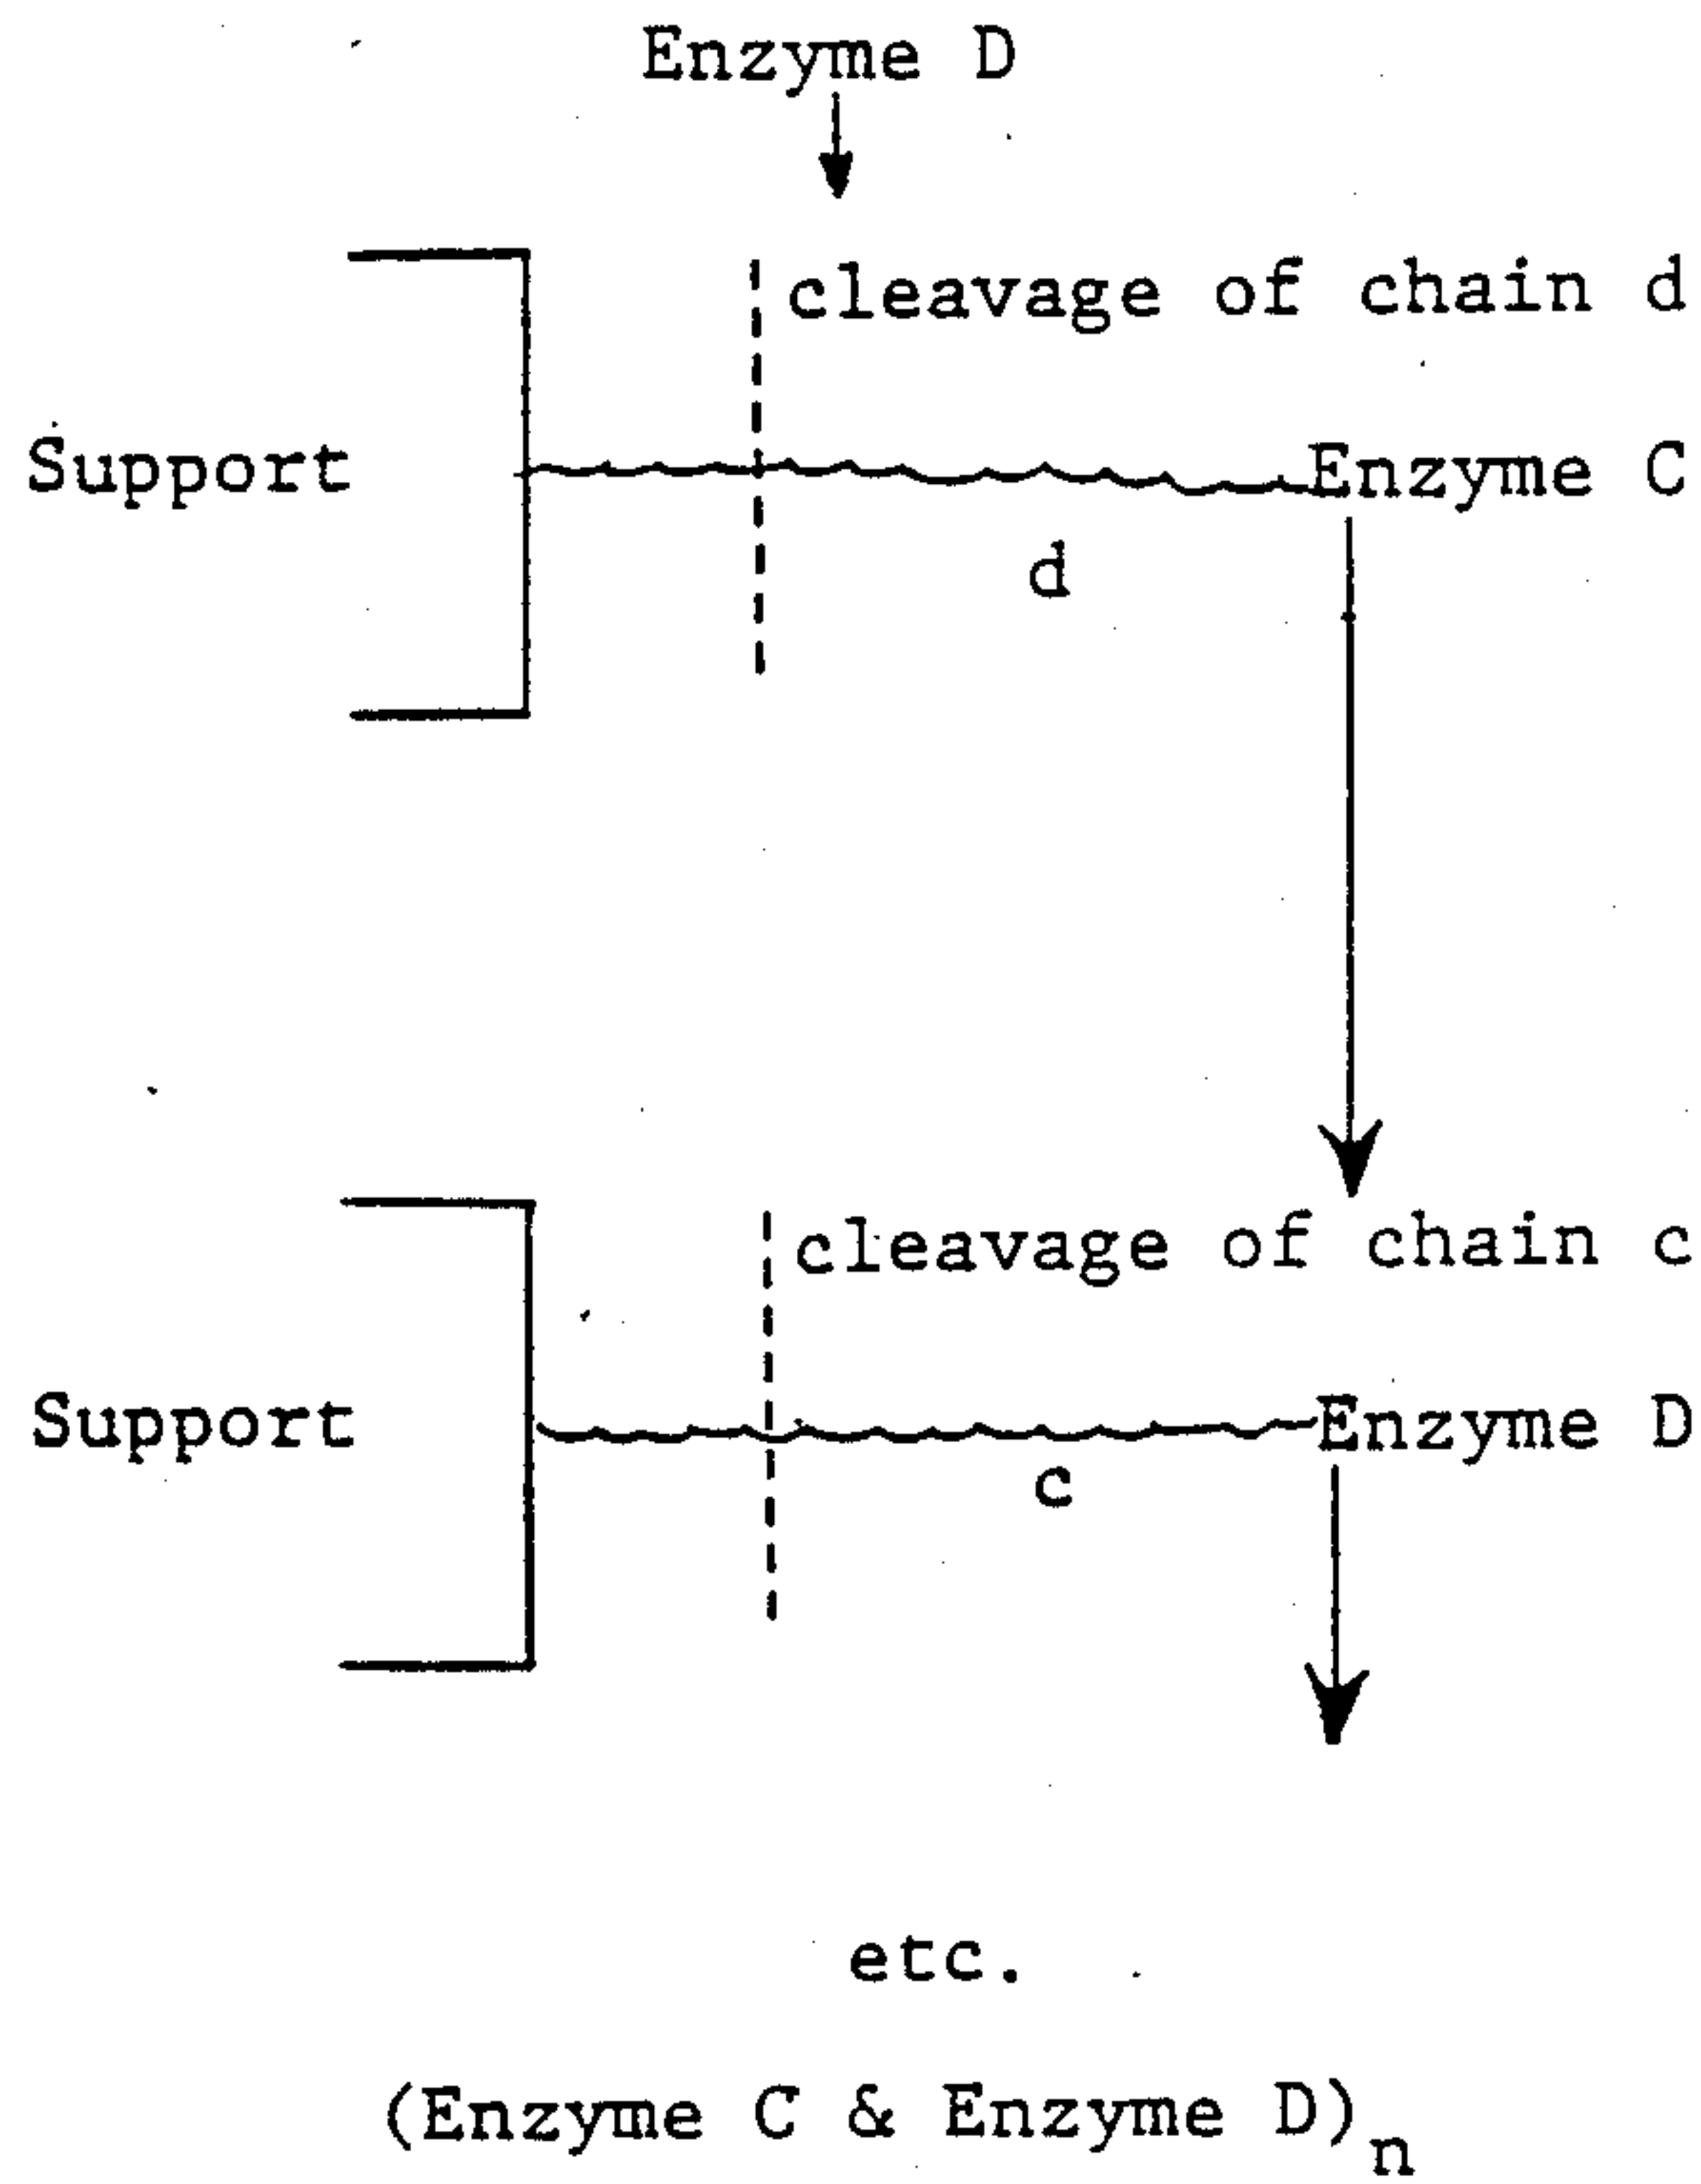 Enzyme D
cleavage of chain d
Support
Enzyme C
d
cleavage of chain c
Support
Enzyme D
c
etc.
(Enzyme C & Enzyme D)n